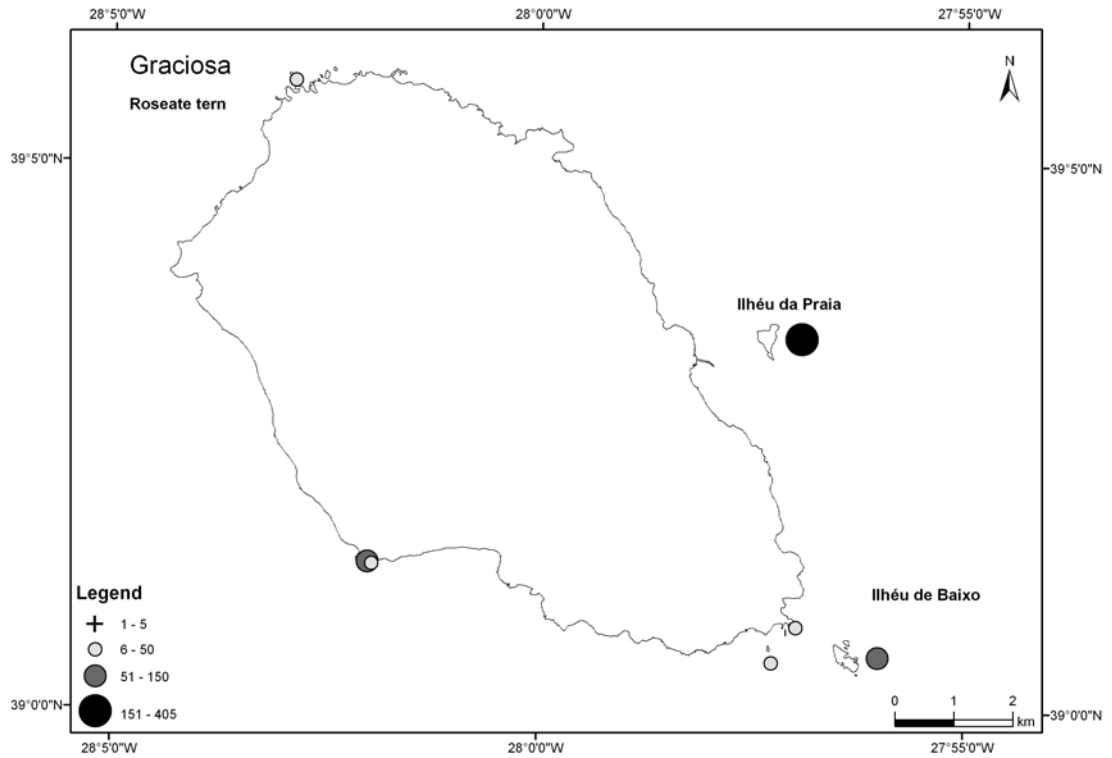 28°5'0"W 28°0'0"W 27°55'0"W
Graciosa
N
Roseate tern
39°5'0"N 39°5'0"N
Ilhéu da Praia
Legend
Ilhéu de Baixo
1 - 5
6 - 50
51 - 150
151 - 405
0 1 2
km
39°0'0"N 39°0'0"N
28°5'0"W 28°0'0"W 27°55'0"W